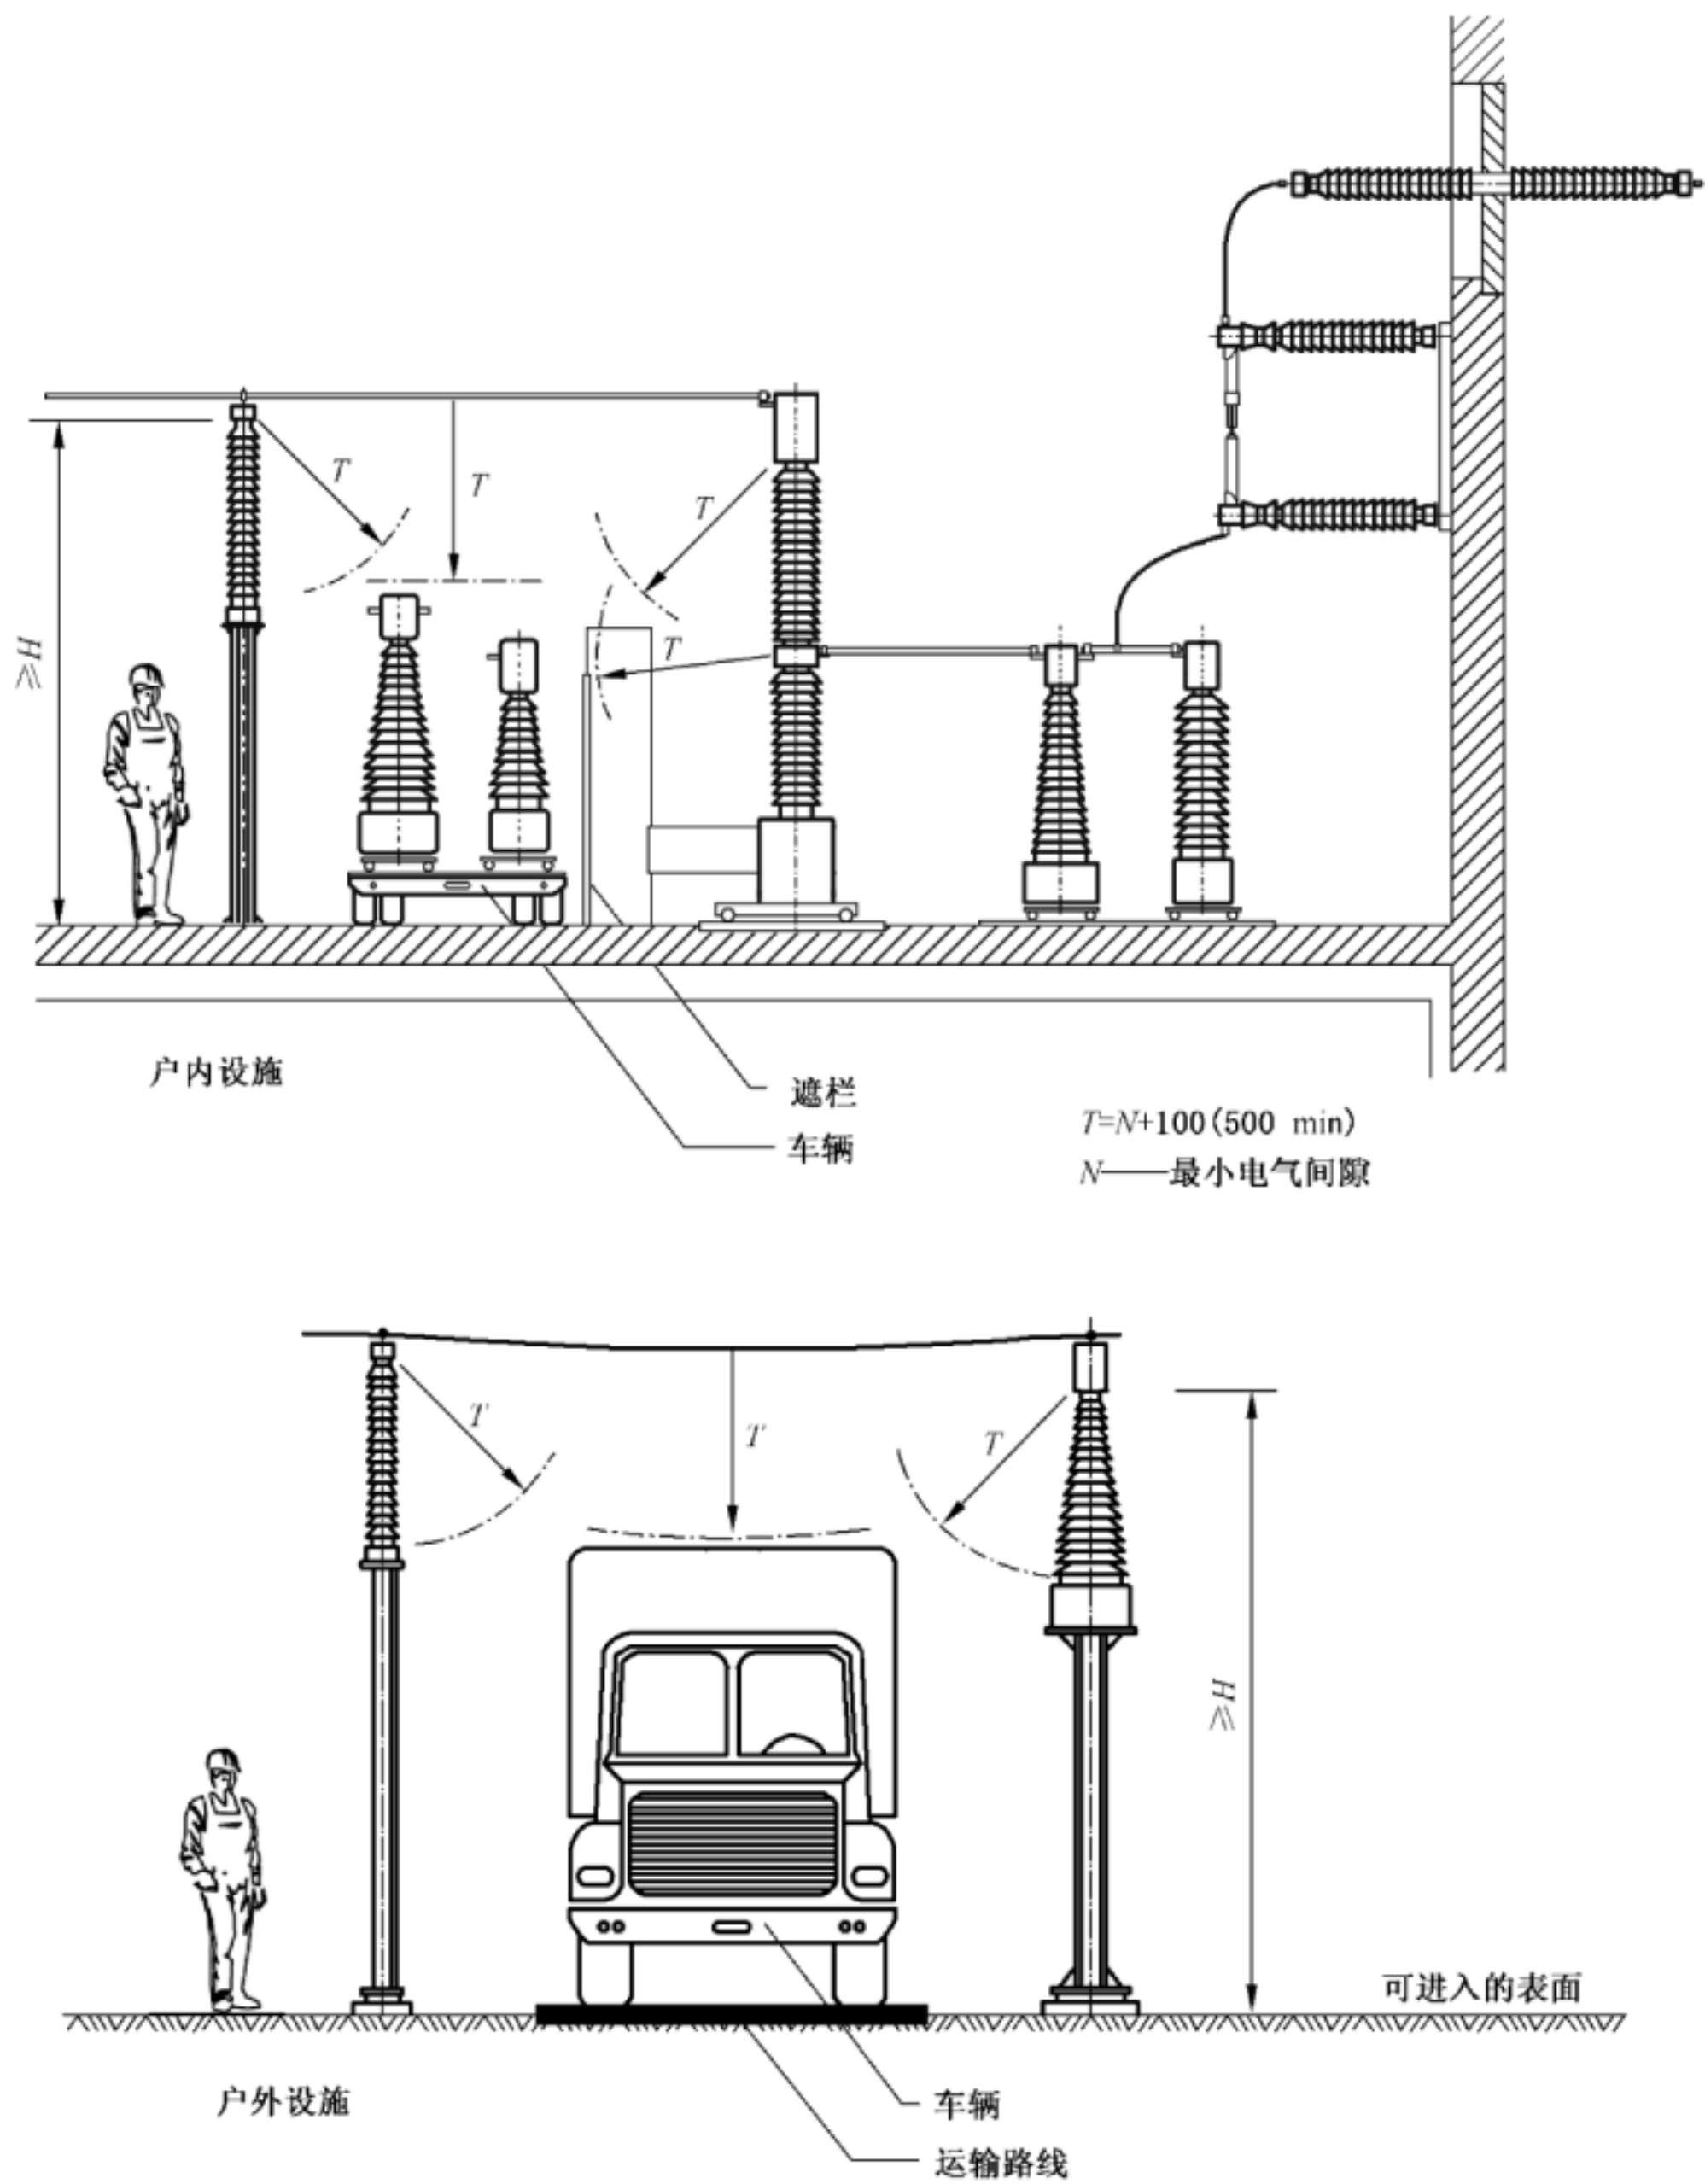 T
T
T
T
≥H
户内设施
遮栏
车辆
T=N+100(500 min)
N——最小电气间隙
T
T
T
≥H
可进入的表面
户外设施
车辆
运输路线